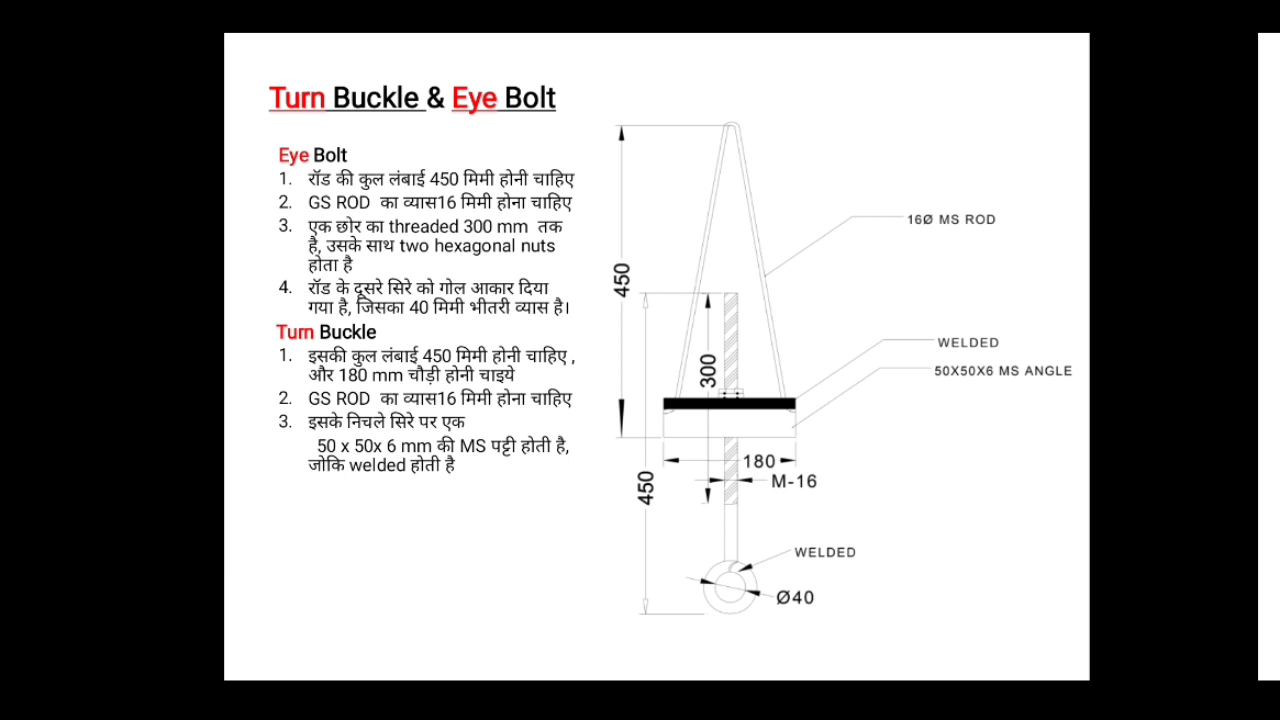 Turn Buckle & Eye Bolt
Eye Bolt
1. रॉड की कुल लंबाई 450 मिमी होनी चाहिए
2. GS ROD का व्यास16 मिमी होना चाहिए
3. एक छोर का threaded 300 mm तक
है, उसके साथ two hexagonal nuts
होता है
4. रॉड के दूसरे सिरे को गोल आकार दिया
गया है, जिसका 40 मिमी भीतरी व्यास है।
Turn Buckle
1. इसकी कुल लंबाई 450 मिमी होनी चाहिए ,
और 180 mm चौड़ी होनी चाइये
2. GS ROD का व्यास16 मिमी होना चाहिए
3. इसके निचले सिरे पर एक
50 x 50x 6 mm की MS पट्टी होती है,
जोकि welded होती है
16Ø MS ROD
450
WELDED
300
50X50X6 MS ANGLE
180
450
M-16
WELDED
Ø40